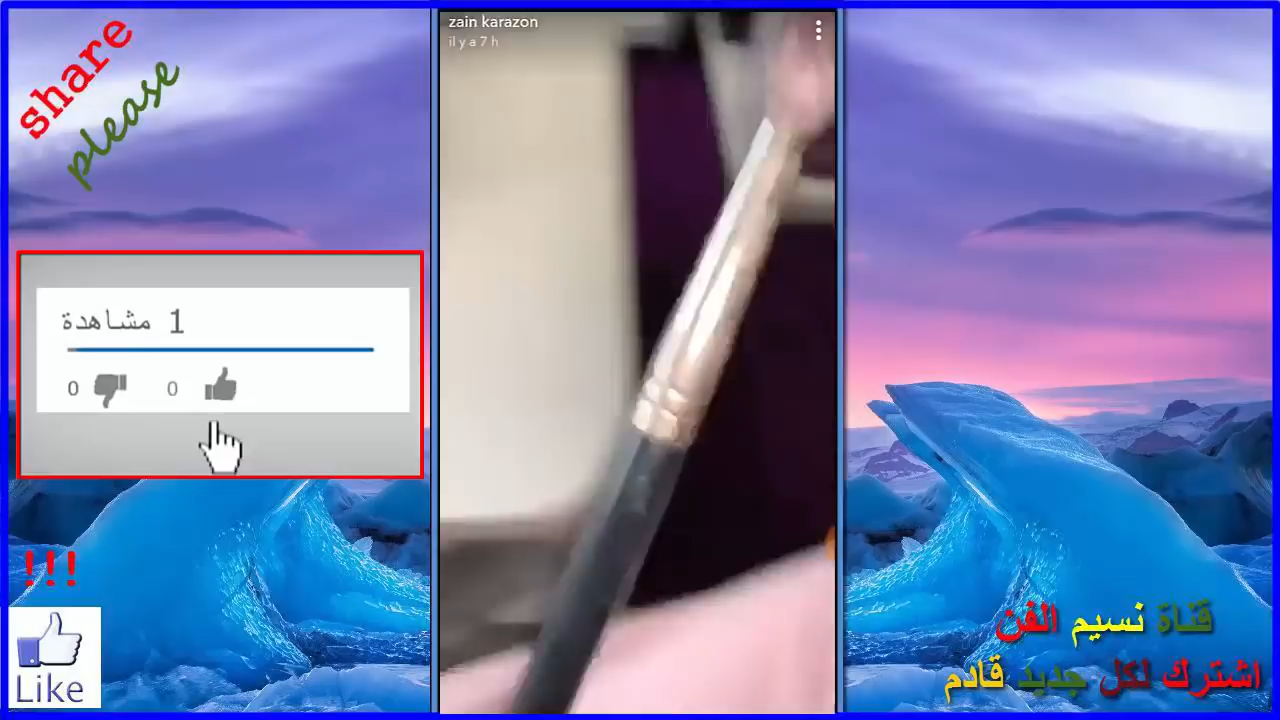 share
please
zain karazon
il y a 7 h
1 مشاهدة
0 0
!!!
Like
قناة نسيم الفن
اشترك لكل جديد قادم